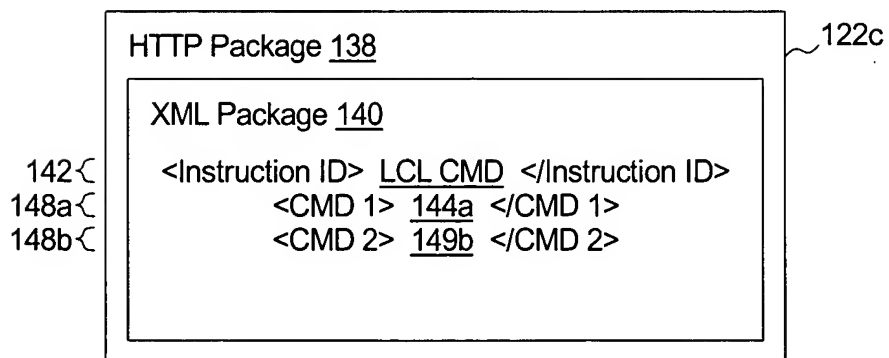 HTTP Package 138
122c
XML Package 140
142{ <Instruction ID> LCL CMD </Instruction ID>
148a{ <CMD 1> 144a </CMD 1>
148b{ <CMD 2> 149b </CMD 2>